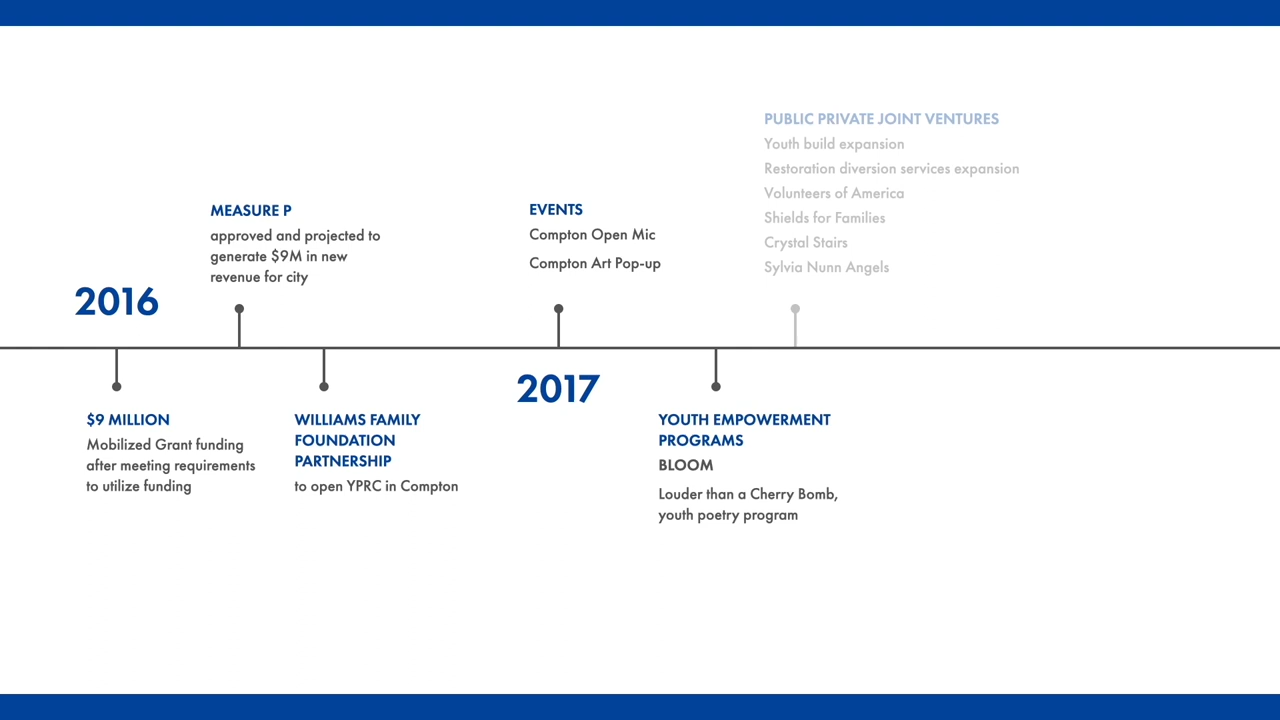 2016
$9 MILLION
Mobilized Grant funding
after meeting requirements
to utilize funding
MEASURE P
approved and projected to
generate $9M in new
revenue for city
WILLIAMS FAMILY
FOUNDATION
PARTNERSHIP
to open YPRC in Compton
2017
EVENTS
Compton Open Mic
Compton Art Pop-up
YOUTH EMPOWERMENT
PROGRAMS
BLOOM
Louder than a Cherry Bomb,
youth poetry program
PUBLIC PRIVATE JOINT VENTURES
Youth build expansion
Restoration diversion services expansion
Volunteers of America
Shields for Families
Crystal Stairs
Sylvia Nunn Angels